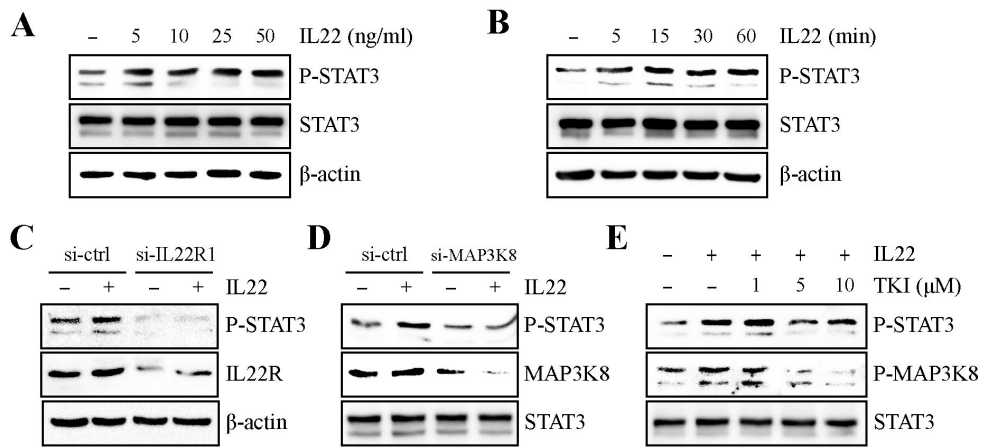 A
– 5 10 25 50 IL22 (ng/ml)
P-STAT3
STAT3
β-actin
B
– 5 15 30 60 IL22 (min)
P-STAT3
STAT3
β-actin
C
si-ctrl si-IL22R1
– + – + IL22
P-STAT3
IL22R
β-actin
D
si-ctrl si-MAP3K8
– + – + IL22
P-STAT3
MAP3K8
STAT3
E
– + + + + IL22
– – 1 5 10 TKI (μM)
P-STAT3
P-MAP3K8
STAT3